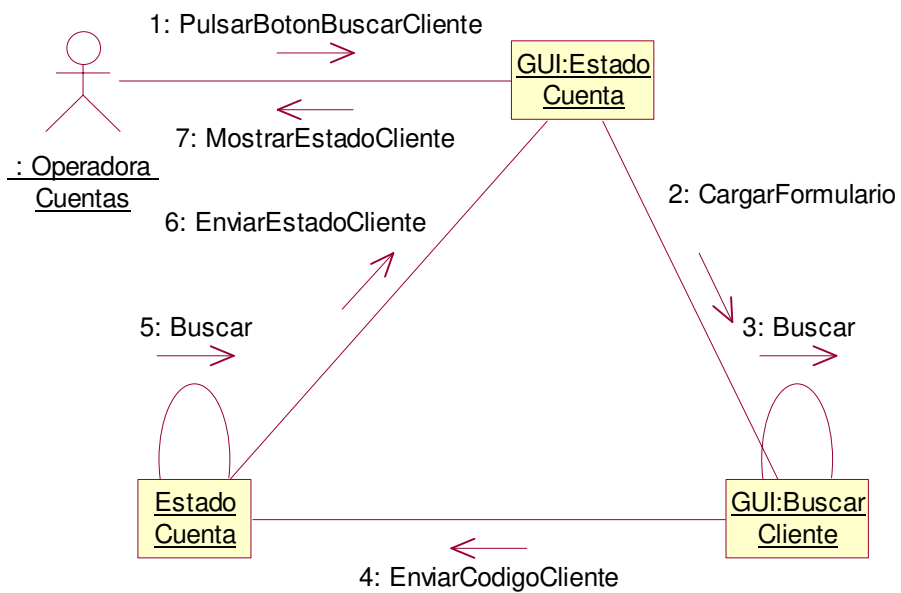 1: PulsarBotonBuscarCliente
GUI:Estado
Cuenta
7: MostrarEstadoCliente
: Operadora
Cuentas
2: CargarFormulario
6: EnviarEstadoCliente
5: Buscar
3: Buscar
Estado
Cuenta
GUI:Buscar
Cliente
4: EnviarCodigoCliente